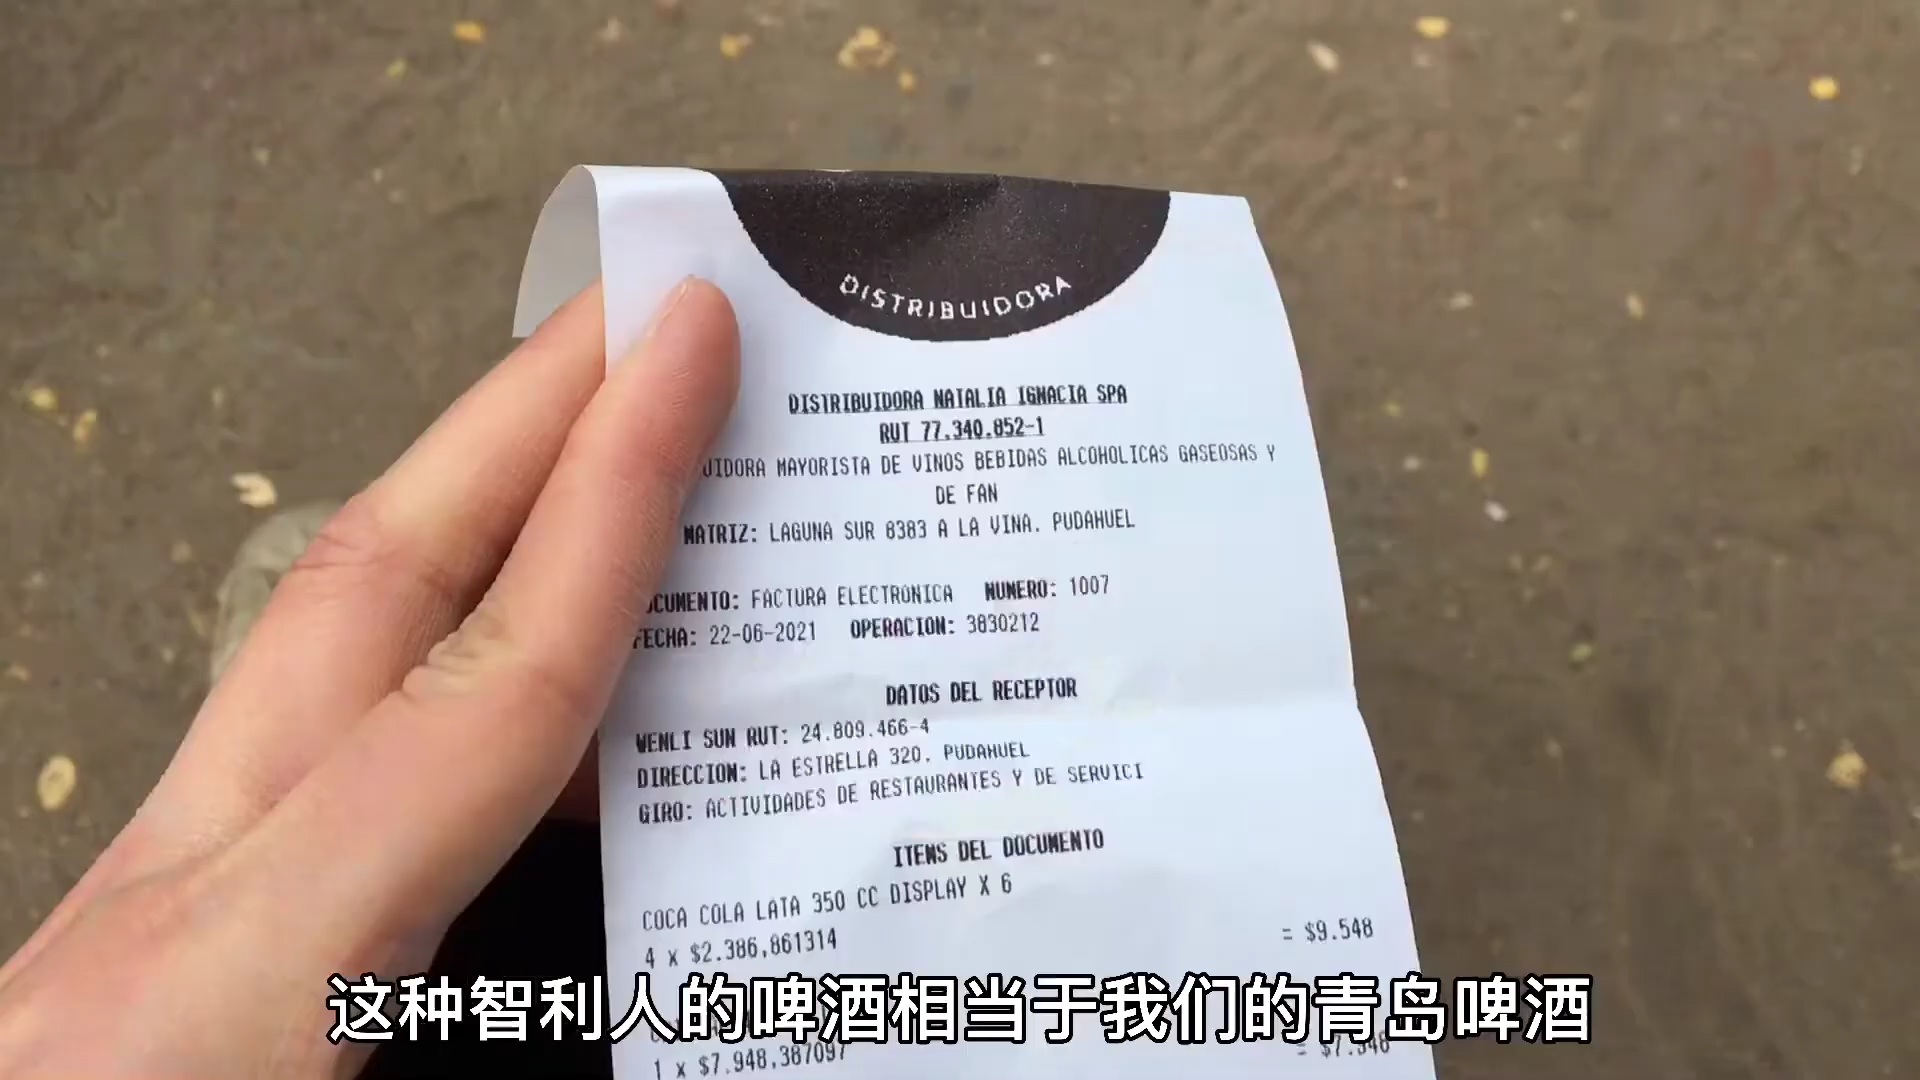 DISTRIBUIDORA
DISTRIBUIDORA NATALIA IGNACIA SPA
RUT 77.340.852-1
UIDORA MAYORISTA DE VINOS BEBIDAS ALCOHOLICAS GASEOSAS Y
DE FAN
MATRIZ: LAGUNA SUR 8383 A LA VINA. PUDAHUEL
OCUMENTO: FACTURA ELECTRONICA NUMERO: 1007
FECHA: 22-06-2021 OPERACION: 3830212
DATOS DEL RECEPTOR
WENLI SUN RUT: 24.809.466-4
DIRECCION: LA ESTRELLA 320. PUDAHUEL
GIRO: ACTIVIDADES DE RESTAURANTES Y DE SERVICI
ITEMS DEL DOCUMENTO
COCA COLA LATA 350 CC DISPLAY X 6
4 x $2.386,861314 = $9.548
这种智利人的啤酒相当于我们的青岛啤酒
1 x $7.948,387097